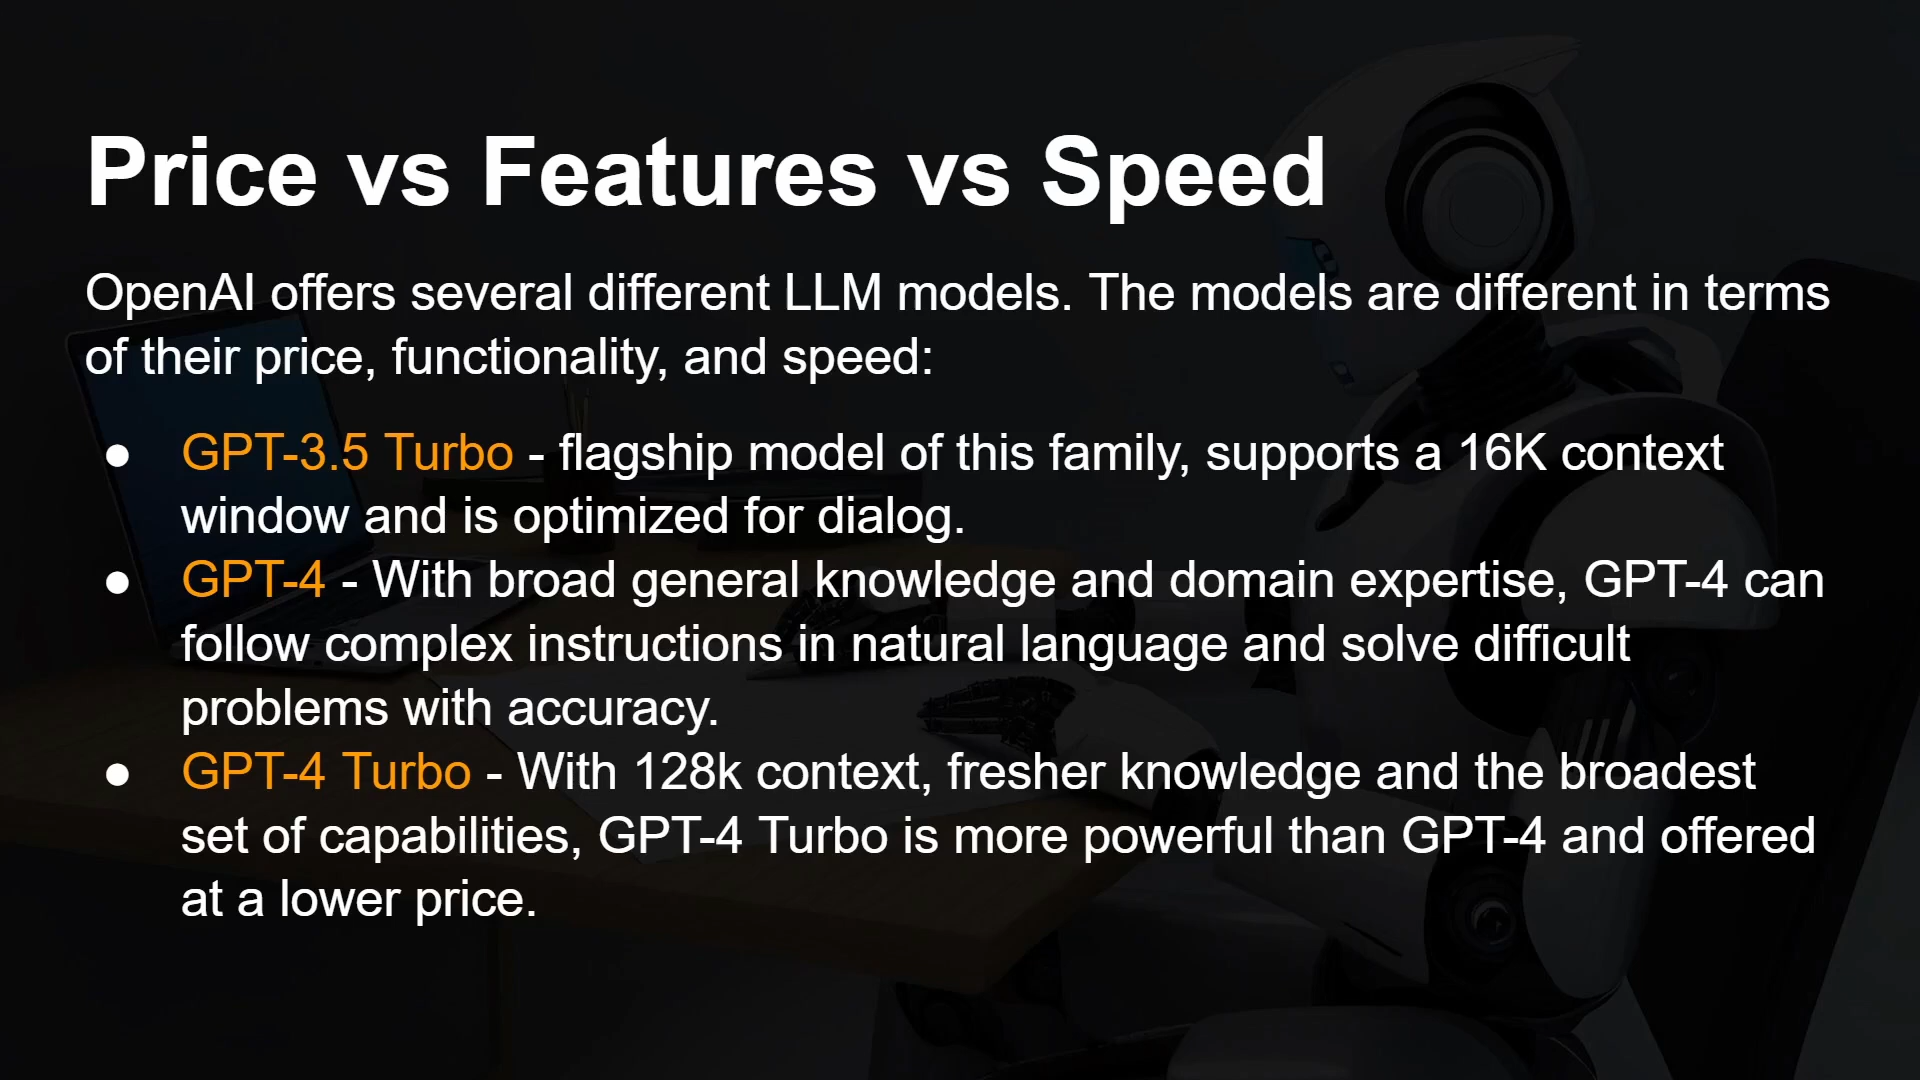 Price vs Features vs Speed
OpenAI offers several different LLM models. The models are different in terms
of their price, functionality, and speed:
● GPT-3.5 Turbo - flagship model of this family, supports a 16K context
window and is optimized for dialog.
● GPT-4 - With broad general knowledge and domain expertise, GPT-4 can
follow complex instructions in natural language and solve difficult
problems with accuracy.
● GPT-4 Turbo - With 128k context, fresher knowledge and the broadest
set of capabilities, GPT-4 Turbo is more powerful than GPT-4 and offered
at a lower price.